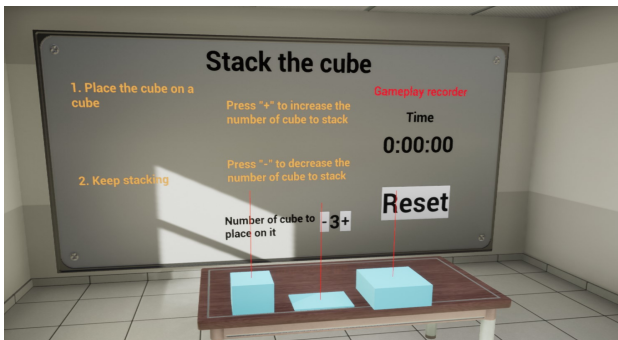 Stack the cube
1. Place the cube on a
cube
2. Keep stacking
Press "+" to increase the
number of cube to stack
Press "-" to decrease the
number of cube to stack
Number of cube to
place on it
-3+
Gameplay recorder
Time
0:00:00
Reset